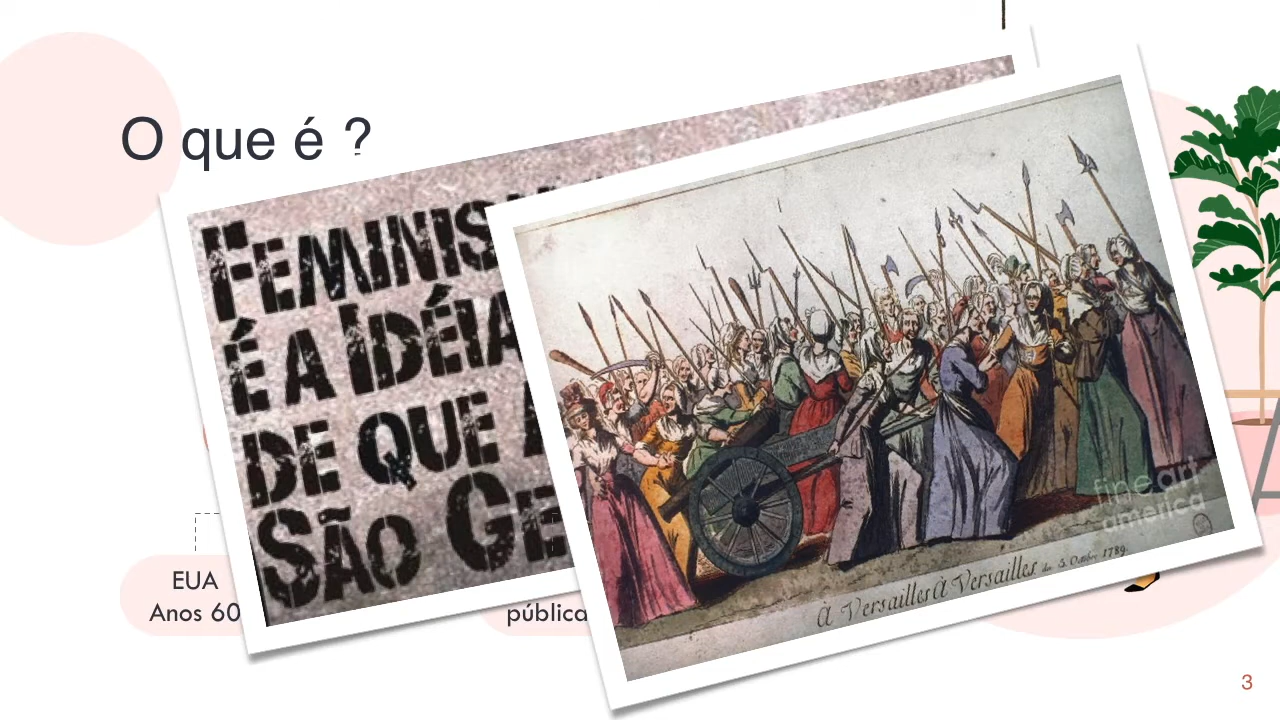 O que é ?
FEMINIS
É A IDÉIA
DE QUE A
SÃO GE
EUA
Anos 60
pública
fine art
america
À Versailles À Versailles du 5. Octobre 1789.
3